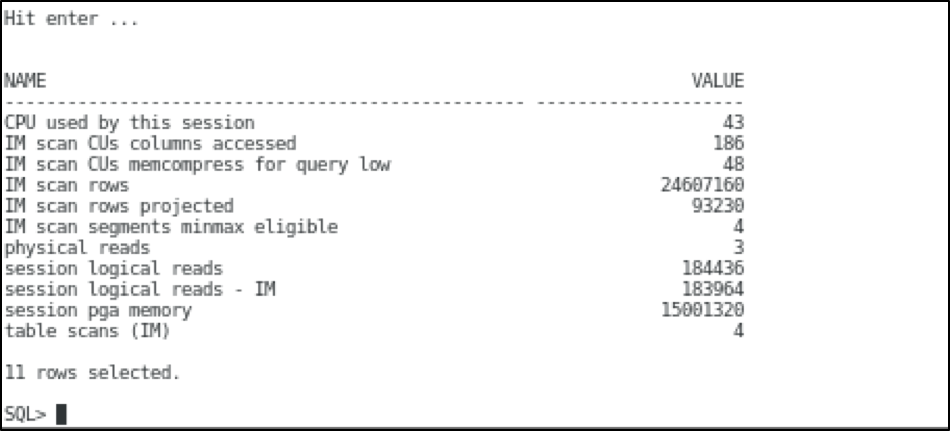 Hit enter ...
NAME VALUE
-------------------------------------------------- --------------------
CPU used by this session 43
IM scan CUs columns accessed 186
IM scan CUs memcompress for query low 48
IM scan rows 24607160
IM scan rows projected 93230
IM scan segments minmax eligible 4
physical reads 3
session logical reads 184436
session logical reads - IM 183964
session pga memory 15001320
table scans (IM) 4
11 rows selected.
SQL>